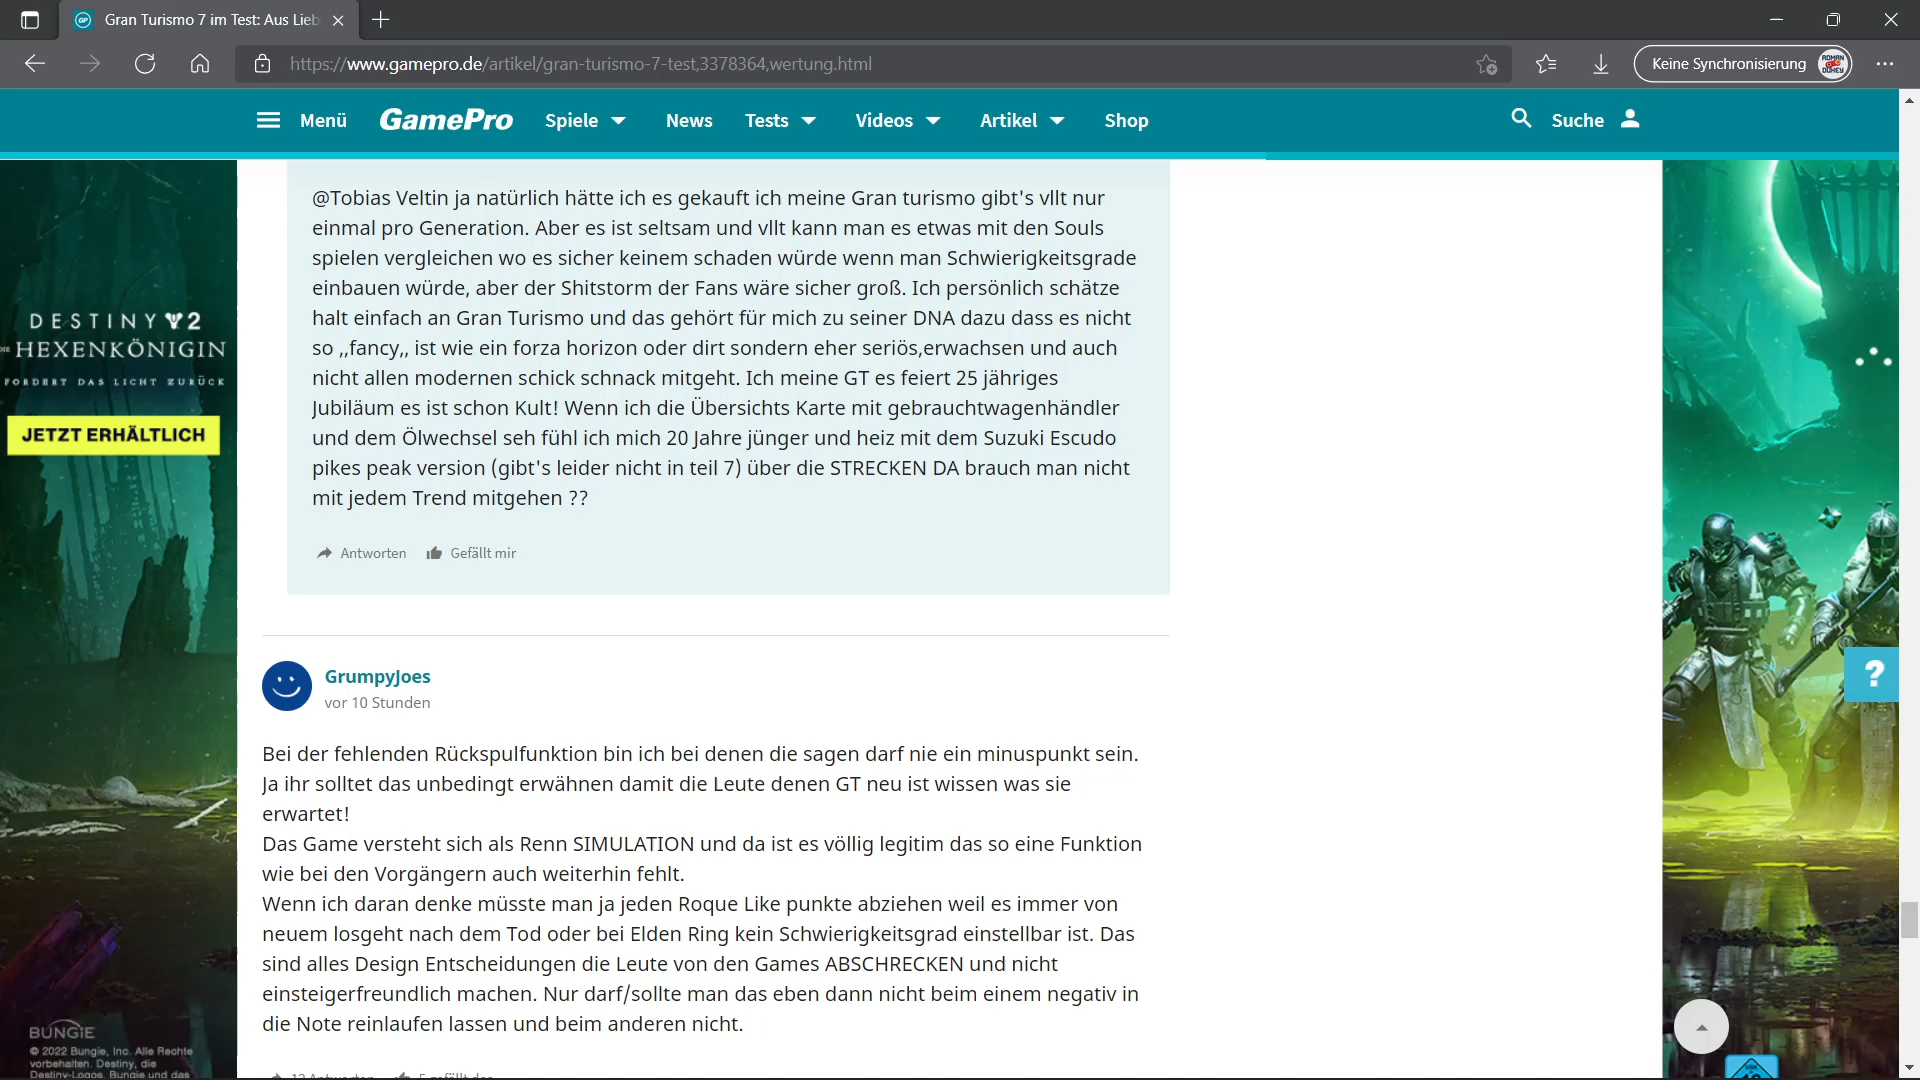 Gran Turismo 7 im Test: Aus Lieb
https://www.gamepro.de/artikel/gran-turismo-7-test,3378364,wertung.html
Keine Synchronisierung
ROMAN
DÜHEY
Menü
GamePro
Spiele
News
Tests
Videos
Artikel
Shop
Suche
@Tobias Veltin ja natürlich hätte ich es gekauft ich meine Gran turismo gibt's vllt nur
einmal pro Generation. Aber es ist seltsam und vllt kann man es etwas mit den Souls
spielen vergleichen wo es sicher keinem schaden würde wenn man Schwierigkeitsgrade
einbauen würde, aber der Shitstorm der Fans wäre sicher groß. Ich persönlich schätze
halt einfach an Gran Turismo und das gehört für mich zu seiner DNA dazu dass es nicht
so ,,fancy,, ist wie ein forza horizon oder dirt sondern eher seriös,erwachsen und auch
nicht allen modernen schick schnack mitgeht. Ich meine GT es feiert 25 jähriges
Jubiläum es ist schon Kult! Wenn ich die Übersichts Karte mit gebrauchtwagenhändler
und dem Ölwechsel seh fühl ich mich 20 Jahre jünger und heiz mit dem Suzuki Escudo
pikes peak version (gibt's leider nicht in teil 7) über die STRECKEN DA brauch man nicht
mit jedem Trend mitgehen ??
Antworten
Gefällt mir
GrumpyJoes
vor 10 Stunden
Bei der fehlenden Rückspulfunktion bin ich bei denen die sagen darf nie ein minuspunkt sein.
Ja ihr solltet das unbedingt erwähnen damit die Leute denen GT neu ist wissen was sie
erwartet!
Das Game versteht sich als Renn SIMULATION und da ist es völlig legitim das so eine Funktion
wie bei den Vorgängern auch weiterhin fehlt.
Wenn ich daran denke müsste man ja jeden Roque Like punkte abziehen weil es immer von
neuem losgeht nach dem Tod oder bei Elden Ring kein Schwierigkeitsgrad einstellbar ist. Das
sind alles Design Entscheidungen die Leute von den Games ABSCHRECKEN und nicht
einsteigerfreundlich machen. Nur darf/sollte man das eben dann nicht beim einem negativ in
die Note reinlaufen lassen und beim anderen nicht.
DESTINY 2
DIE HEXENKÖNIGIN
FORDERT DAS LICHT ZURÜCK
JETZT ERHÄLTLICH
BUNGIE
© 2022 Bungie, Inc. Alle Rechte
vorbehalten. Destiny, die
Destiny-Logos, Bungie und das
?